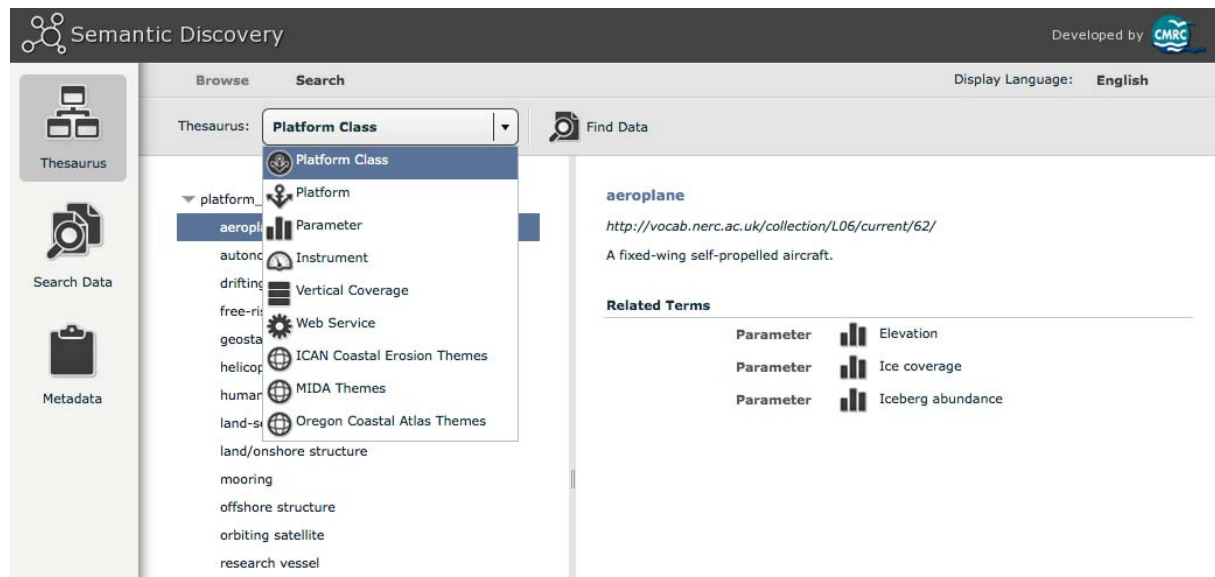 Semantic Discovery
Developed by CMRC
Browse Search
Display Language: English
Thesaurus: Platform Class
Find Data
Thesaurus
Search Data
Metadata
Platform Class
Platform
Parameter
Instrument
Vertical Coverage
Web Service
ICAN Coastal Erosion Themes
MIDA Themes
Oregon Coastal Atlas Themes
land/onshore structure
mooring
offshore structure
orbiting satellite
research vessel
aeroplane
http://vocab.nerc.ac.uk/collection/L06/current/62/
A fixed-wing self-propelled aircraft.
Related Terms
Parameter Elevation
Parameter Ice coverage
Parameter Iceberg abundance